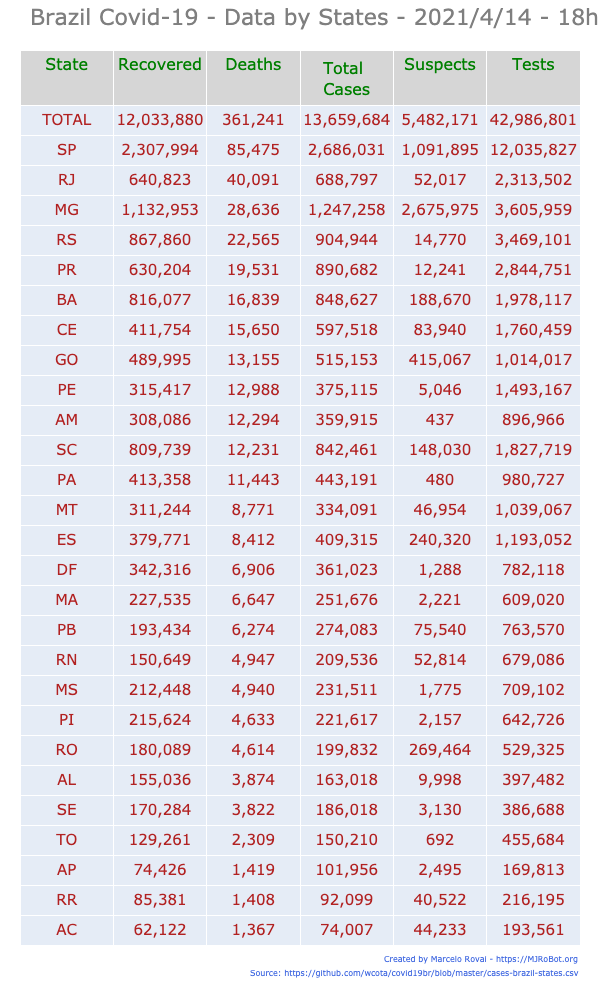 Brazil Covid-19 - Data by States - 2021/4/14 - 18h
State Recovered Deaths Total Cases Suspects Tests
TOTAL 12,033,880 361,241 13,659,684 5,482,171 42,986,801
SP 2,307,994 85,475 2,686,031 1,091,895 12,035,827
RJ 640,823 40,091 688,797 52,017 2,313,502
MG 1,132,953 28,636 1,247,258 2,675,975 3,605,959
RS 867,860 22,565 904,944 14,770 3,469,101
PR 630,204 19,531 890,682 12,241 2,844,751
BA 816,077 16,839 848,627 188,670 1,978,117
CE 411,754 15,650 597,518 83,940 1,760,459
GO 489,995 13,155 515,153 415,067 1,014,017
PE 315,417 12,988 375,115 5,046 1,493,167
AM 308,086 12,294 359,915 437 896,966
SC 809,739 12,231 842,461 148,030 1,827,719
PA 413,358 11,443 443,191 480 980,727
MT 311,244 8,771 334,091 46,954 1,039,067
ES 379,771 8,412 409,315 240,320 1,193,052
DF 342,316 6,906 361,023 1,288 782,118
MA 227,535 6,647 251,676 2,221 609,020
PB 193,434 6,274 274,083 75,540 763,570
RN 150,649 4,947 209,536 52,814 679,086
MS 212,448 4,940 231,511 1,775 709,102
PI 215,624 4,633 221,617 2,157 642,726
RO 180,089 4,614 199,832 269,464 529,325
AL 155,036 3,874 163,018 9,998 397,482
SE 170,284 3,822 186,018 3,130 386,688
TO 129,261 2,309 150,210 692 455,684
AP 74,426 1,419 101,956 2,495 169,813
RR 85,381 1,408 92,099 40,522 216,195
AC 62,122 1,367 74,007 44,233 193,561
Created by Marcelo Rovai - https://MJRoBot.org
Source: https://github.com/wcota/covid19br/blob/master/cases-brazil-states.csv